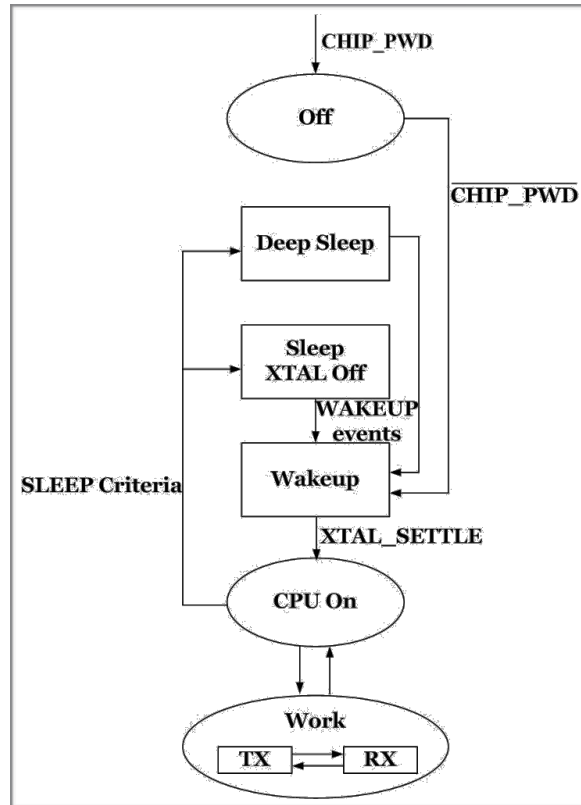 CHIP_PWD
Off
CHIP_PWD
Deep Sleep
Sleep
XTAL Off
WAKEUP
events
Wakeup
SLEEP Criteria
XTAL_SETTLE
CPU On
Work
TX
RX